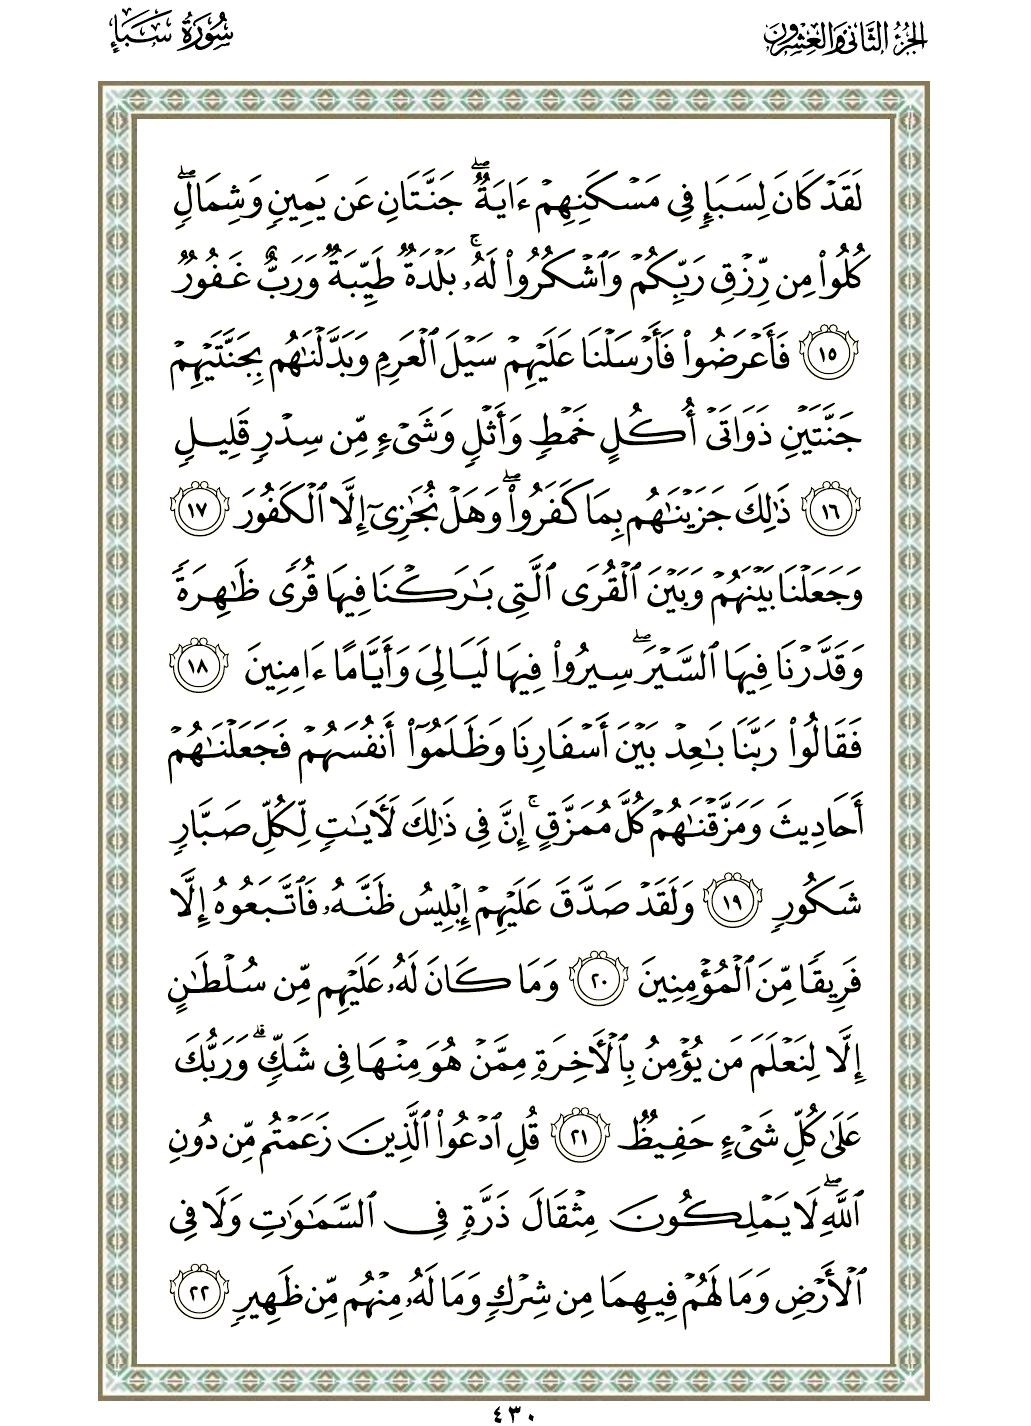 الجزء الثاني والعشرون
سورة سبإ
لَقَدۡ كَانَ لِسَبَإٖ فِي مَسۡكَنِهِمۡ ءَايَةٞۖ جَنَّتَانِ عَن يَمِينٖ وَشِمَالٖۖ
كُلُواْ مِن رِّزۡقِ رَبِّكُمۡ وَٱشۡكُرُواْ لَهُۥۚ بَلۡدَةٞ طَيِّبَةٞ وَرَبٌّ غَفُورٞ
١٥ فَأَعۡرَضُواْ فَأَرۡسَلۡنَا عَلَيۡهِمۡ سَيۡلَ ٱلۡعَرِمِ وَبَدَّلۡنَٰهُم بِجَنَّتَيۡهِمۡ
جَنَّتَيۡنِ ذَوَاتَيۡ أُكُلٍ خَمۡطٖ وَأَثۡلٖ وَشَيۡءٖ مِّن سِدۡرٖ قَلِيلٖ
١٦ ذَٰلِكَ جَزَيۡنَٰهُم بِمَا كَفَرُواْۖ وَهَلۡ نُجَٰزِيٓ إِلَّا ٱلۡكَفُورَ ١٧
وَجَعَلۡنَا بَيۡنَهُمۡ وَبَيۡنَ ٱلۡقُرَى ٱلَّتِي بَٰرَكۡنَا فِيهَا قُرٗى ظَٰهِرَةٗ
وَقَدَّرۡنَا فِيهَا ٱلسَّيۡرَۖ سِيرُواْ فِيهَا لَيَالِيَ وَأَيَّامًا ءَامِنِينَ ١٨
فَقَالُواْ رَبَّنَا بَٰعِدۡ بَيۡنَ أَسۡفَارِنَا وَظَلَمُوٓاْ أَنفُسَهُمۡ فَجَعَلۡنَٰهُمۡ
أَحَادِيثَ وَمَزَّقۡنَٰهُمۡ كُلَّ مُمَزَّقٍۚ إِنَّ فِي ذَٰلِكَ لَأٓيَٰتٖ لِّكُلِّ صَبَّارٖ
شَكُورٖ ١٩ وَلَقَدۡ صَدَّقَ عَلَيۡهِمۡ إِبۡلِيسُ ظَنَّهُۥ فَٱتَّبَعُوهُ إِلَّا
فَرِيقٗا مِّنَ ٱلۡمُؤۡمِنِينَ ٢٠ وَمَا كَانَ لَهُۥ عَلَيۡهِم مِّن سُلۡطَٰنٍ
إِلَّا لِنَعۡلَمَ مَن يُؤۡمِنُ بِٱلۡأٓخِرَةِ مِمَّنۡ هُوَ مِنۡهَا فِي شَكّٖۗ وَرَبُّكَ
عَلَىٰ كُلِّ شَيۡءٍ حَفِيظٞ ٢١ قُلِ ٱدۡعُواْ ٱلَّذِينَ زَعَمۡتُم مِّن دُونِ
ٱللَّهِۖ لَا يَمۡلِكُونَ مِثۡقَالَ ذَرَّةٖ فِي ٱلسَّمَٰوَٰتِ وَلَا فِي
ٱلۡأَرۡضِ وَمَا لَهُمۡ فِيهِمَا مِن شِرۡكٖ وَمَا لَهُۥ مِنۡهُم مِّن ظَهِيرٖ ٢٢
٤٣٠